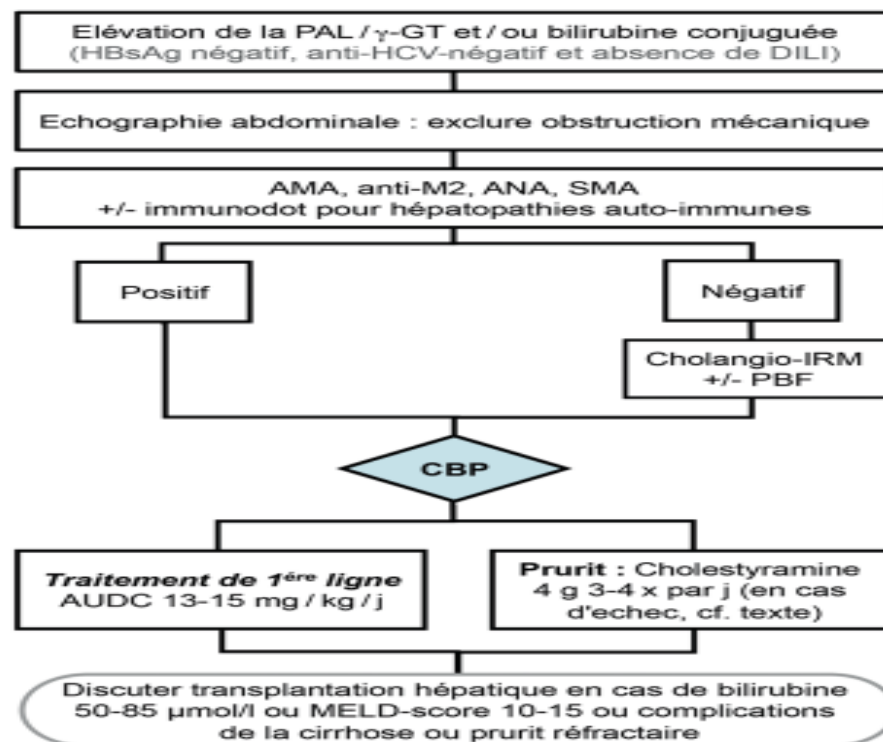 Elévation de la PAL / γ-GT et / ou bilirubine conjuguée
(HBsAg négatif, anti-HCV-négatif et absence de DILI)
Echographie abdominale : exclure obstruction mécanique
AMA, anti-M2, ANA, SMA
+/- immunodot pour hépatopathies auto-immunes
Positif
Négatif
Cholangio-IRM
+/- PBF
CBP
Traitement de 1ére ligne
AUDC 13-15 mg / kg / j
Prurit : Cholestyramine
4 g 3-4 x par j (en cas
d'echec, cf. texte)
Discuter transplantation hépatique en cas de bilirubine
50-85 µmol/l ou MELD-score 10-15 ou complications
de la cirrhose ou prurit réfractaire